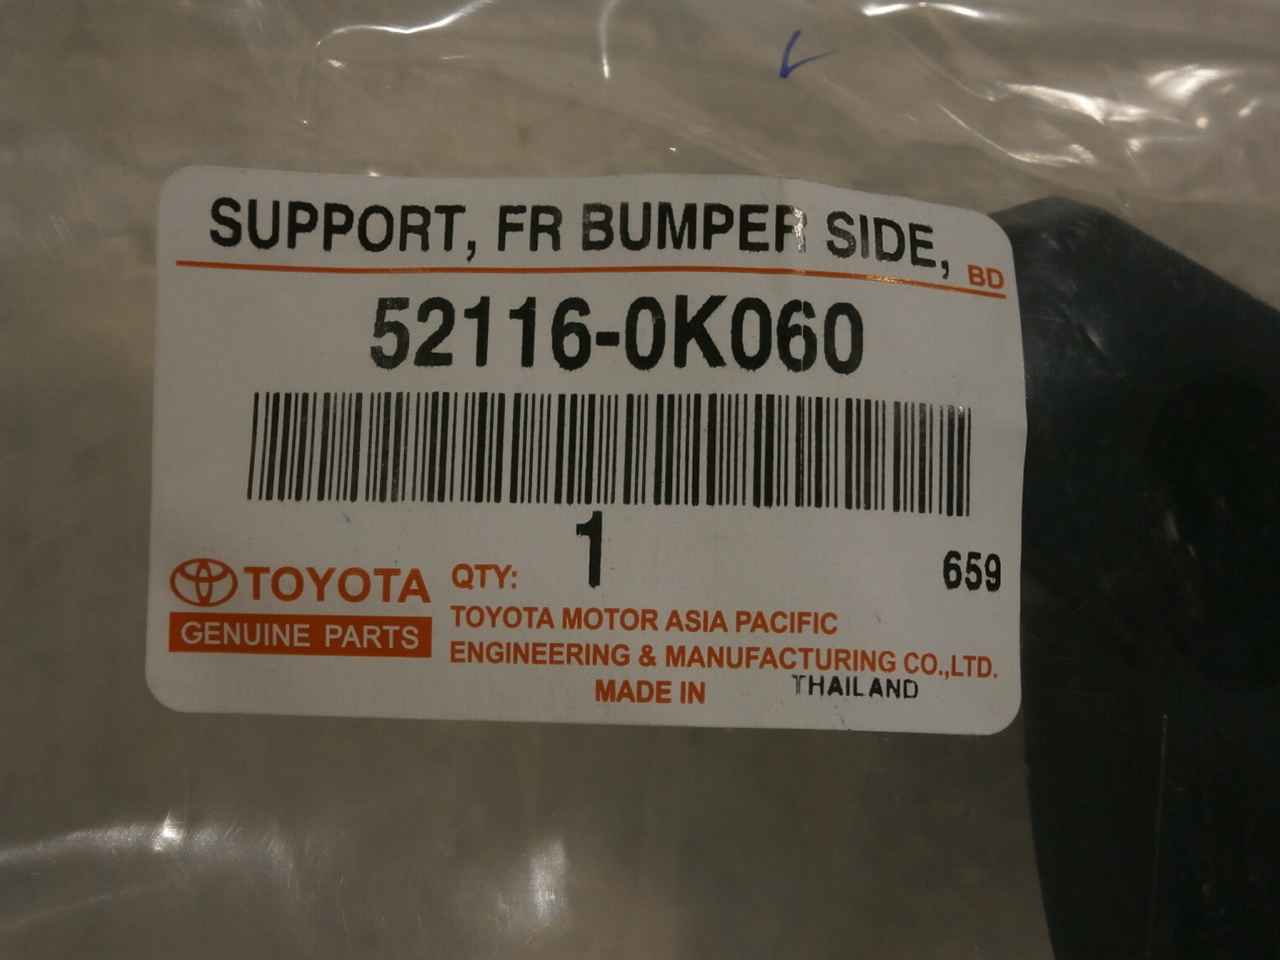 SUPPORT, FR BUMPER SIDE,
BD
52116-0K060
1
659
TOYOTA
GENUINE PARTS
QTY:
TOYOTA MOTOR ASIA PACIFIC
ENGINEERING & MANUFACTURING CO.,LTD.
MADE IN THAILAND